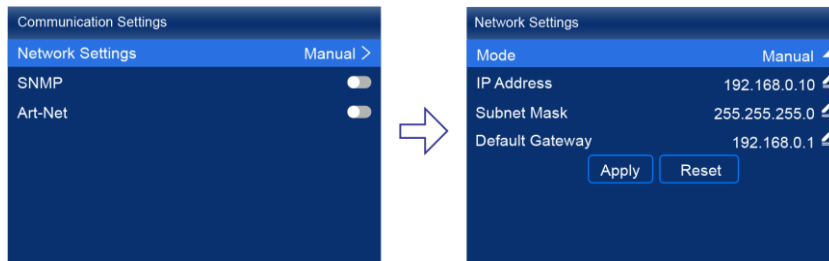 Communication Settings
Network Settings Manual >
SNMP
Art-Net
Network Settings
Mode Manual
IP Address 192.168.0.10
Subnet Mask 255.255.255.0
Default Gateway 192.168.0.1
Apply Reset